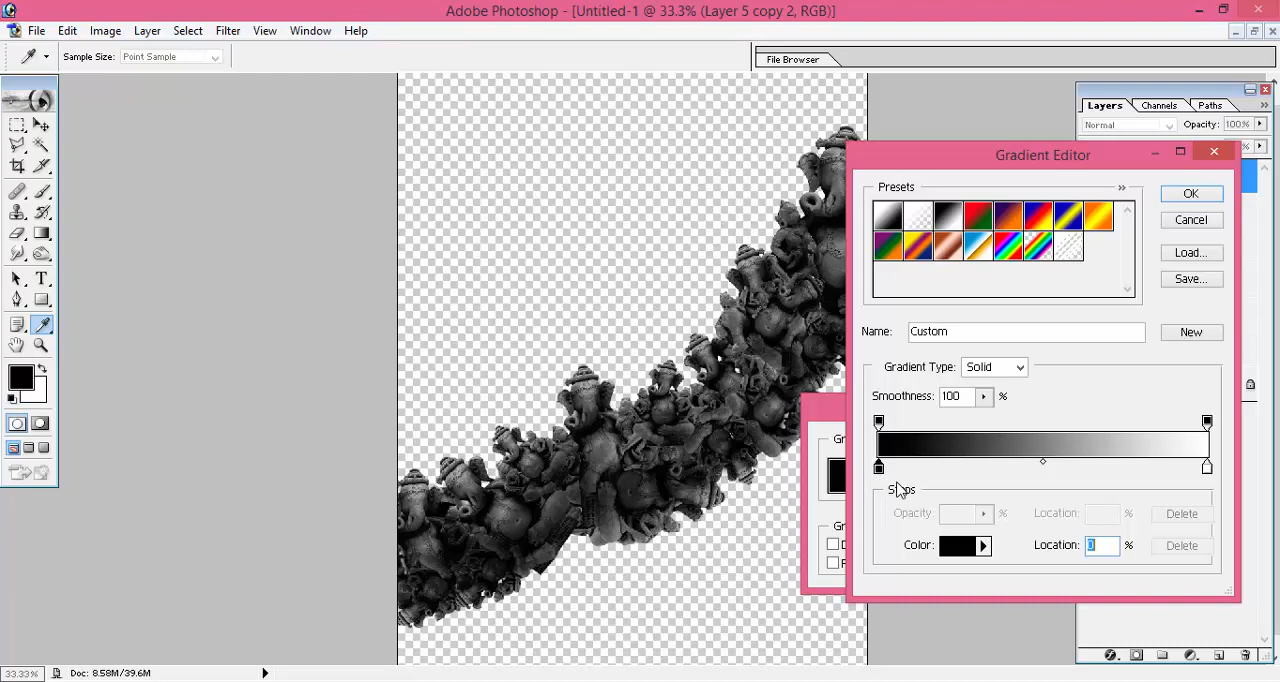 Adobe Photoshop - [Untitled-1 @ 33.3% (Layer 5 copy 2, RGB)]
File Edit Image Layer Select Filter View Window Help
Sample Size: Point Sample
File Browser
Layers Channels Paths
Normal Opacity: 100%
%
Gradient Editor
Presets
OK
Cancel
Load...
Save...
Name: Custom New
Gradient Type: Solid
Smoothness: 100 %
Gr
Stops
Opacity: % Location: % Delete
Gr
Color: Location: 0 % Delete
D
F
T
33.33% Doc: 8.58M/39.6M